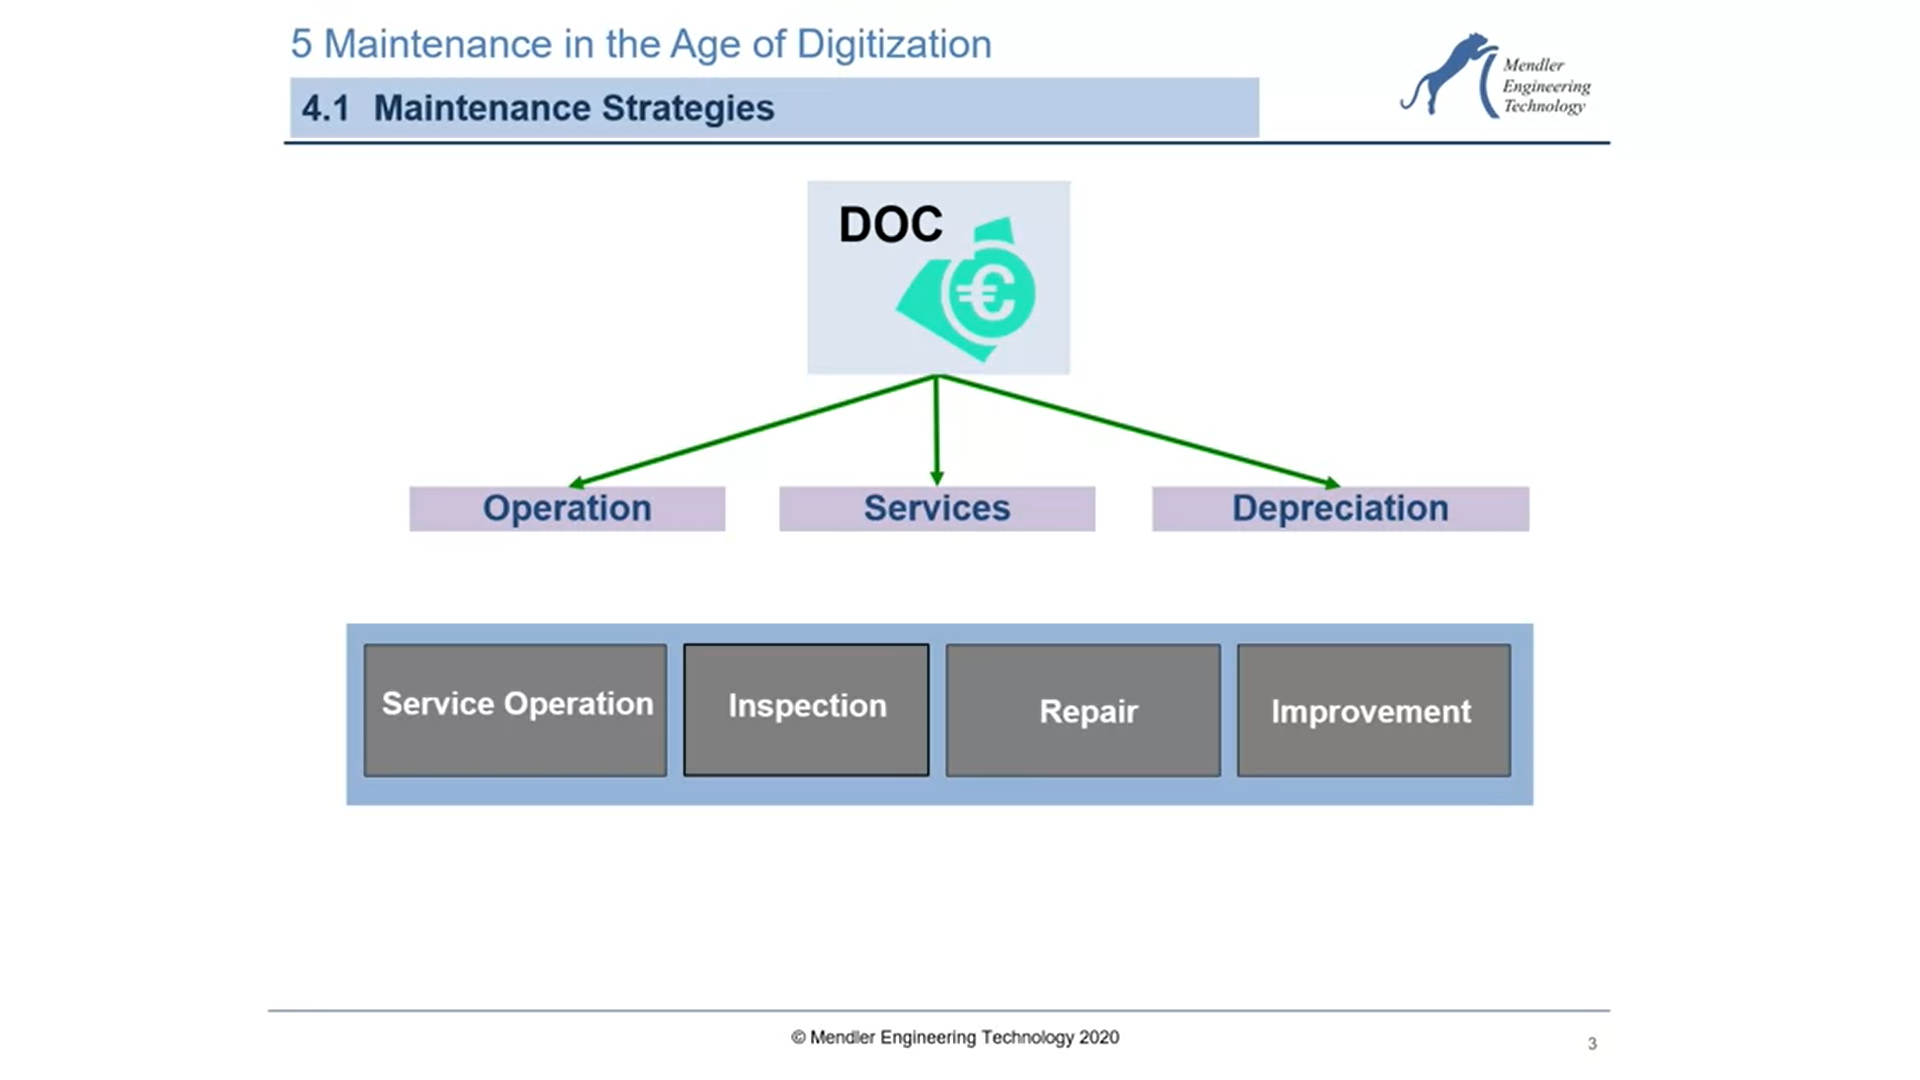 5 Maintenance in the Age of Digitization
4.1 Maintenance Strategies
Mendler
Engineering
Technology
DOC
€
Operation
Services
Depreciation
Service Operation
Inspection
Repair
Improvement
© Mendler Engineering Technology 2020
3